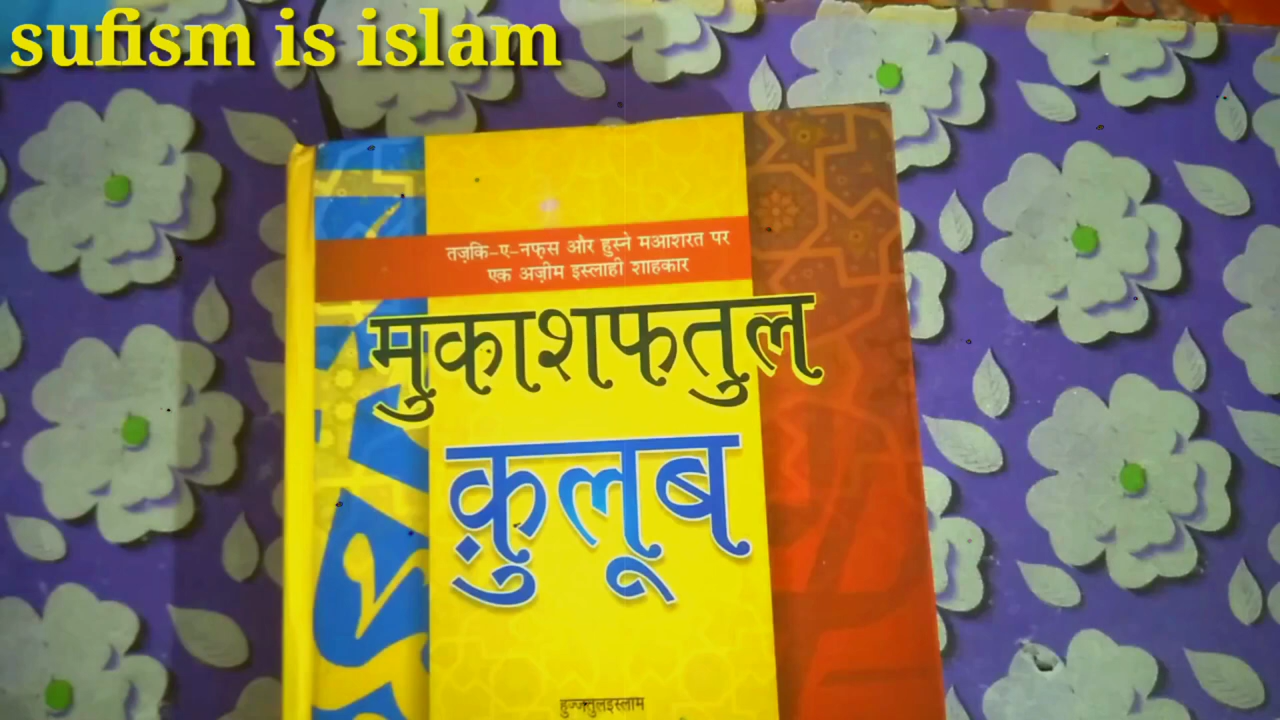 sufism is islam
तज़कि-ए-नफ़्स और हुस्ने मआशरत पर
एक अज़ीम इस्लाही शाहकार
मुकाशफतुल
क़ुलूब
हुज्जतुलइस्लाम